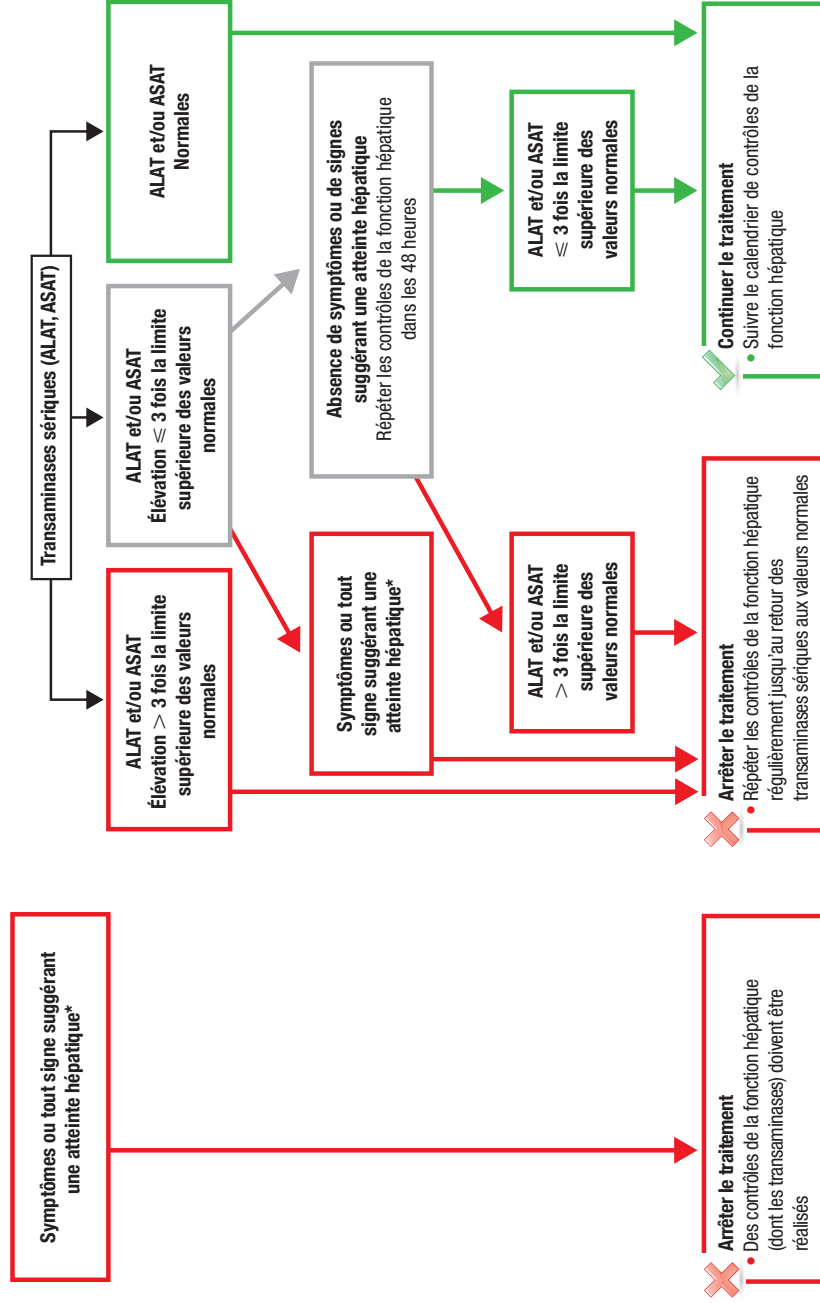 Symptômes ou tout signe suggérant
une atteinte hépatique*
Arrêter le traitement
• Des contrôles de la fonction hépatique
(dont les transaminases) doivent être
réalisés
Transaminases sériques (ALAT, ASAT)
ALAT et/ou ASAT
Élévation > 3 fois la limite
supérieure des valeurs
normales
ALAT et/ou ASAT
Élévation ⩽ 3 fois la limite
supérieure des valeurs
normales
ALAT et/ou ASAT
Normales
Symptômes ou tout
signe suggérant une
atteinte hépatique*
Absence de symptômes ou de signes
suggérant une atteinte hépatique
Répéter les contrôles de la fonction hépatique
dans les 48 heures
ALAT et/ou ASAT
> 3 fois la limite
supérieure des
valeurs normales
ALAT et/ou ASAT
⩽ 3 fois la limite
supérieure des
valeurs normales
Arrêter le traitement
• Répéter les contrôles de la fonction hépatique
régulièrement jusqu'au retour des
transaminases sériques aux valeurs normales
Continuer le traitement
• Suivre le calendrier de contrôles de la
fonction hépatique